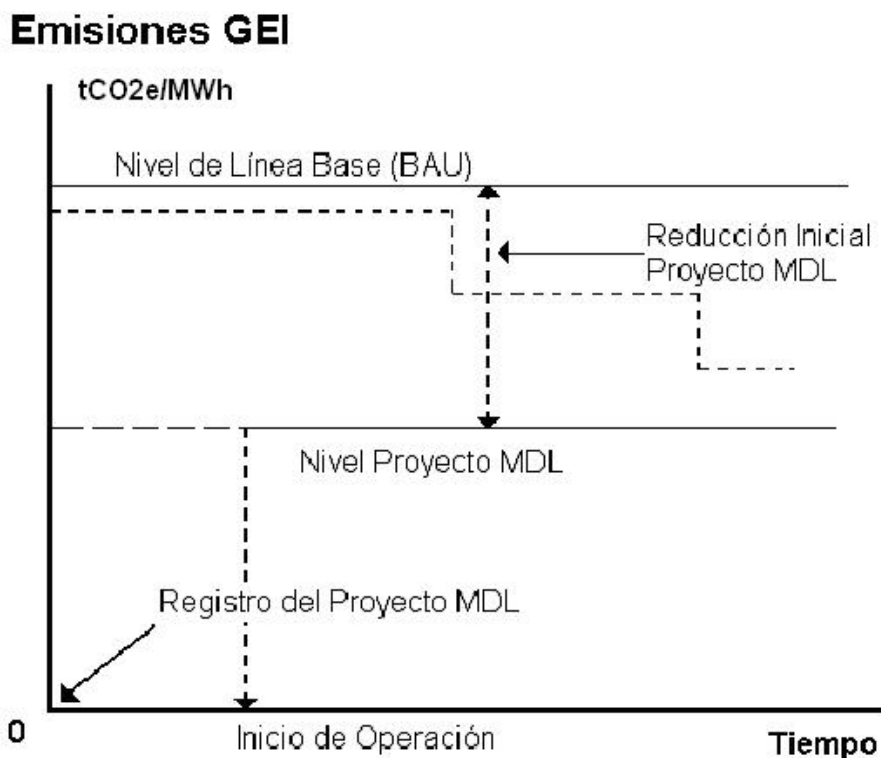 Emisiones GEI
tCO2e/MWh
Nivel de Línea Base (BAU)
Reducción Inicial
Proyecto MDL
Nivel Proyecto MDL
Registro del Proyecto MDL
0
Inicio de Operación
Tiempo